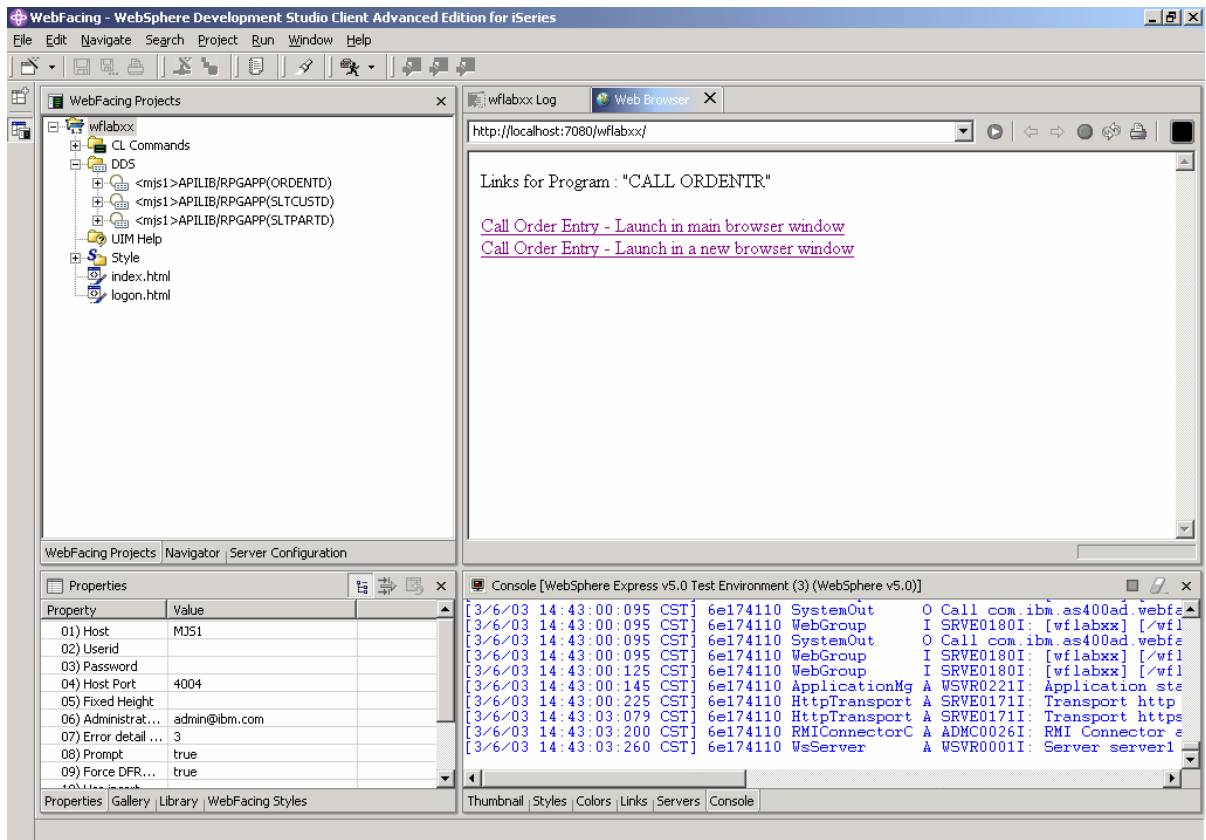 WebFacing - WebSphere Development Studio Client Advanced Edition for iSeries
File Edit Navigate Search Project Run Window Help
WebFacing Projects
wflabxx
CL Commands
DDS
<mjs1>APILIB/RPGAPP(ORDENTD)
<mjs1>APILIB/RPGAPP(SLTCUSTD)
<mjs1>APILIB/RPGAPP(SLTPARTD)
UIM Help
Style
index.html
logon.html
WebFacing Projects Navigator Server Configuration
wflabxx Log Web Browser
http://localhost:7080/wflabxx/
Links for Program : "CALL ORDENTR"
Call Order Entry - Launch in main browser window
Call Order Entry - Launch in a new browser window
Properties
Property Value
01) Host MJS1
02) Userid
03) Password
04) Host Port 4004
05) Fixed Height
06) Administrat... admin@ibm.com
07) Error detail ... 3
08) Prompt true
09) Force DFR... true
Properties Gallery Library WebFacing Styles
Console [WebSphere Express v5.0 Test Environment (3) (WebSphere v5.0)]
[3/6/03 14:43:00:095 CST] 6e174110 SystemOut O Call com.ibm.as400ad.webfa
[3/6/03 14:43:00:095 CST] 6e174110 WebGroup I SRVE0180I: [wflabxx] [/wfl
[3/6/03 14:43:00:095 CST] 6e174110 SystemOut O Call com.ibm.as400ad.webfa
[3/6/03 14:43:00:095 CST] 6e174110 WebGroup I SRVE0180I: [wflabxx] [/wfl
[3/6/03 14:43:00:125 CST] 6e174110 WebGroup I SRVE0180I: [wflabxx] [/wfl
[3/6/03 14:43:00:145 CST] 6e174110 ApplicationMg A WSVR0221I: Application sta
[3/6/03 14:43:00:225 CST] 6e174110 HttpTransport A SRVE0171I: Transport http
[3/6/03 14:43:03:079 CST] 6e174110 HttpTransport A SRVE0171I: Transport https
[3/6/03 14:43:03:200 CST] 6e174110 RMIConnectorC A ADMC0026I: RMI Connector a
[3/6/03 14:43:03:260 CST] 6e174110 WsServer A WSVR0001I: Server server1
Thumbnail Styles Colors Links Servers Console